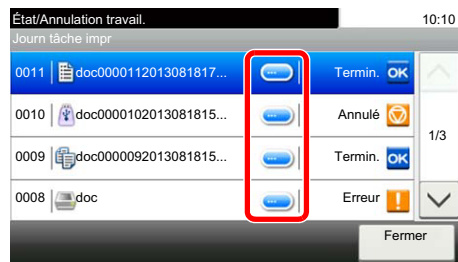 État/Annulation travail. 10:10
Journ tâche impr
0011 doc0000112013081817... Termin. OK
0010 doc0000102013081815... Annulé
1/3
0009 doc0000092013081815... Termin. OK
0008 doc Erreur
Fermer